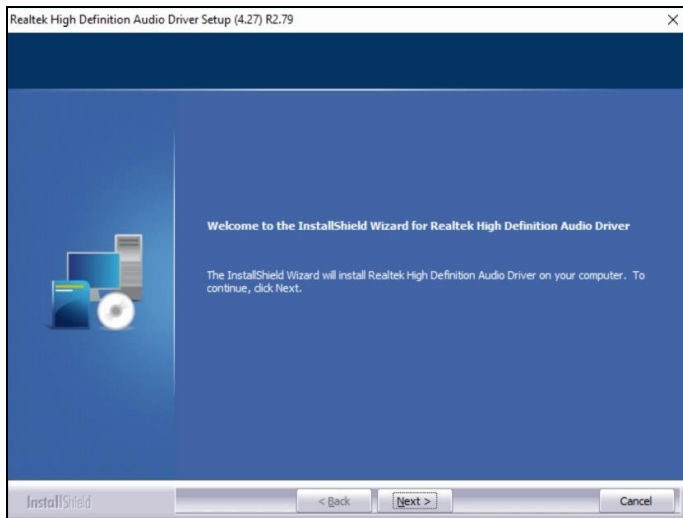 Realtek High Definition Audio Driver Setup (4.27) R2.79
Welcome to the InstallShield Wizard for Realtek High Definition Audio Driver
The InstallShield Wizard will install Realtek High Definition Audio Driver on your computer. To
continue, click Next.
InstallShield
< Back
Next >
Cancel